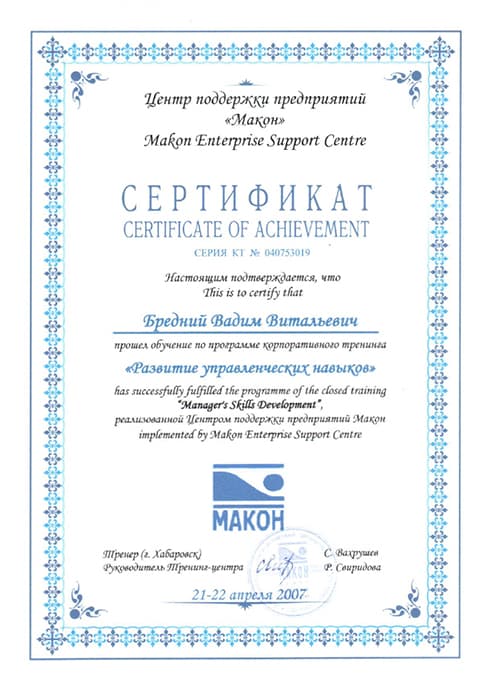 Центр поддержки предприятий
«Макон»
Makon Enterprise Support Centre
СЕРТИФИКАТ
CERTIFICATE OF ACHIEVEMENT
СЕРИЯ КТ № 040753019
Настоящим подтверждается, что
This is to certify that
Бредний Вадим Витальевич
прошел обучение по программе корпоративного тренинга
«Развитие управленческих навыков»
has successfully fulfilled the programme of the closed training
"Manager's Skills Development",
реализованной Центром поддержки предприятий Макон
implemented by Makon Enterprise Support Centre
МАКОН
Тренер (г. Хабаровск) С. Вахрушев
Руководитель Тренинг-центра Р. Свиридова
МАКОН
21-22 апреля 2007